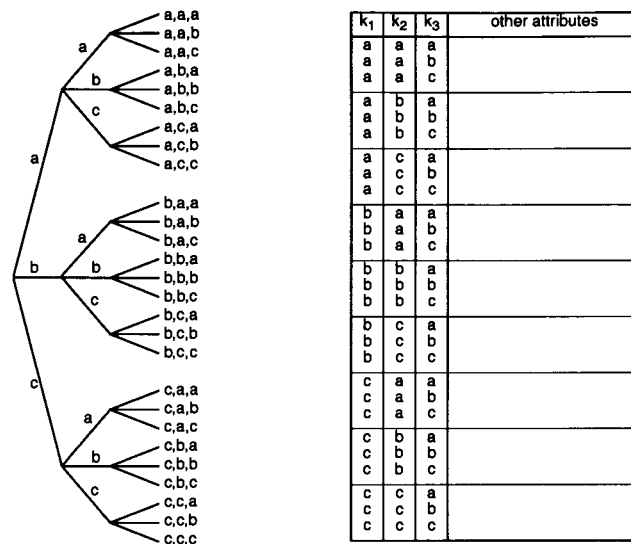 a,a,a
a,a,b
a
a,a,c
a,b,a
b
a,b,b
a,b,c
c
a,c,a
a,c,b
a
a,c,c
b,a,a
b,a,b
a
b,a,c
b,b,a
b b
b,b,b
b,b,c
c
b,c,a
b,c,b
b,c,c
c
c,a,a
c,a,b
a
c,a,c
c,b,a
b
c,b,b
c,b,c
c
c,c,a
c,c,b
c,c,c
k1 k2 k3 other attributes
a a a
a a b
a a c
a b a
a b b
a b c
a c a
a c b
a c c
b a a
b a b
b a c
b b a
b b b
b b c
b c a
b c b
b c c
c a a
c a b
c a c
c b a
c b b
c b c
c c a
c c b
c c c